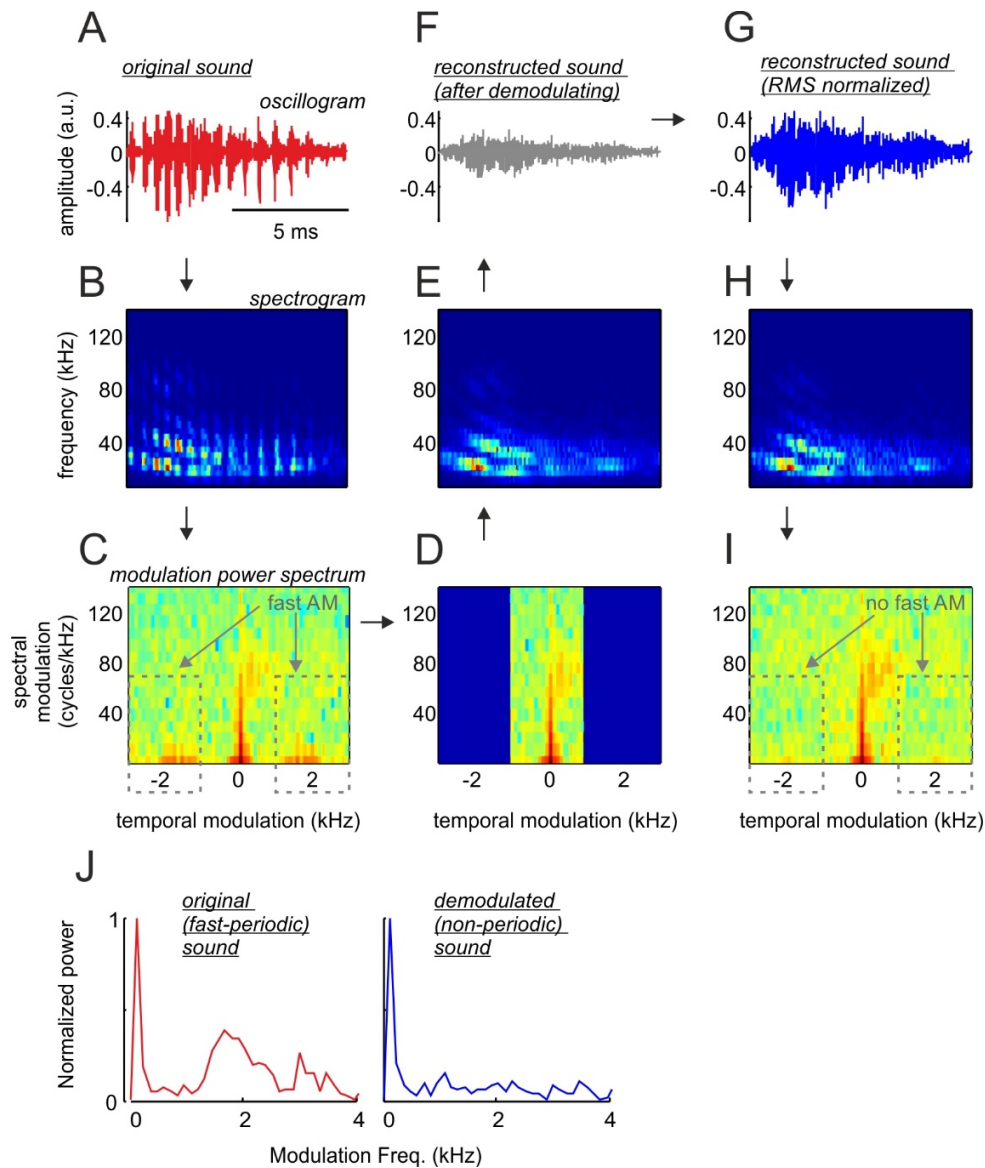 A
F
G
original sound
reconstructed sound
(after demodulating)
reconstructed sound
(RMS normalized)
oscillogram
amplitude (a.u.)
0.4
0
-0.4
5 ms
0.4
0
-0.4
0.4
0
-0.4
B
E
H
spectrogram
frequency (kHz)
120
80
40
120
80
40
120
80
40
C
D
I
modulation power spectrum
fast AM
no fast AM
spectral
modulation
(cycles/kHz)
120
80
40
120
80
40
120
80
40
-2 0 2
-2 0 2
-2 0 2
temporal modulation (kHz)
temporal modulation (kHz)
temporal modulation (kHz)
J
original
(fast-periodic)
sound
demodulated
(non-periodic)
sound
Normalized power
1
0
0 2 4
0 2 4
Modulation Freq. (kHz)